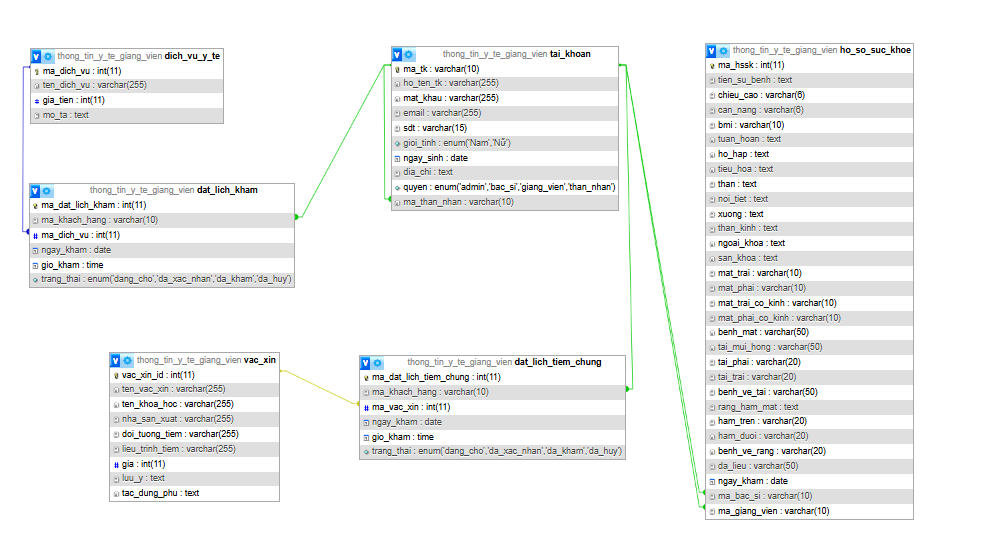 thong_tin_y_te_giang_vien dich_vu_y_te
ma_dich_vu : int(11)
ten_dich_vu : varchar(255)
gia_tien : int(11)
mo_ta : text
thong_tin_y_te_giang_vien dat_lich_kham
ma_dat_lich_kham : int(11)
ma_khach_hang : varchar(10)
ma_dich_vu : int(11)
ngay_kham : date
gio_kham : time
trang_thai : enum('dang_cho','da_xac_nhan','da_kham','da_huy')
thong_tin_y_te_giang_vien vac_xin
vac_xin_id : int(11)
ten_vac_xin : varchar(255)
ten_khoa_hoc : varchar(255)
nha_san_xuat : varchar(255)
doi_tuong_tiem : varchar(255)
lieu_trinh_tiem : varchar(255)
gia : int(11)
luu_y : text
tac_dung_phu : text
thong_tin_y_te_giang_vien tai_khoan
ma_tk : varchar(10)
ho_ten_tk : varchar(255)
mat_khau : varchar(255)
email : varchar(255)
sdt : varchar(15)
gioi_tinh : enum('Nam','Nữ')
ngay_sinh : date
dia_chi : text
quyen : enum('admin','bac_si','giang_vien','than_nhan')
ma_than_nhan : varchar(10)
thong_tin_y_te_giang_vien dat_lich_tiem_chung
ma_dat_lich_tiem_chung : int(11)
ma_khach_hang : varchar(10)
ma_vac_xin : int(11)
ngay_kham : date
gio_kham : time
trang_thai : enum('dang_cho','da_xac_nhan','da_kham','da_huy')
thong_tin_y_te_giang_vien ho_so_suc_khoe
ma_hssk : int(11)
tien_su_benh : text
chieu_cao : varchar(6)
can_nang : varchar(6)
bmi : varchar(10)
tuan_hoan : text
ho_hap : text
tieu_hoa : text
than : text
noi_tiet : text
xuong : text
than_kinh : text
ngoai_khoa : text
san_khoa : text
mat_trai : varchar(10)
mat_phai : varchar(10)
mat_trai_co_kinh : varchar(10)
mat_phai_co_kinh : varchar(10)
benh_mat : varchar(50)
tai_mui_hong : varchar(50)
tai_phai : varchar(20)
tai_trai : varchar(20)
benh_ve_tai : varchar(50)
rang_ham_mat : text
ham_tren : varchar(20)
ham_duoi : varchar(20)
benh_ve_rang : varchar(20)
da_lieu : varchar(50)
ngay_kham : date
ma_bac_si : varchar(10)
ma_giang_vien : varchar(10)